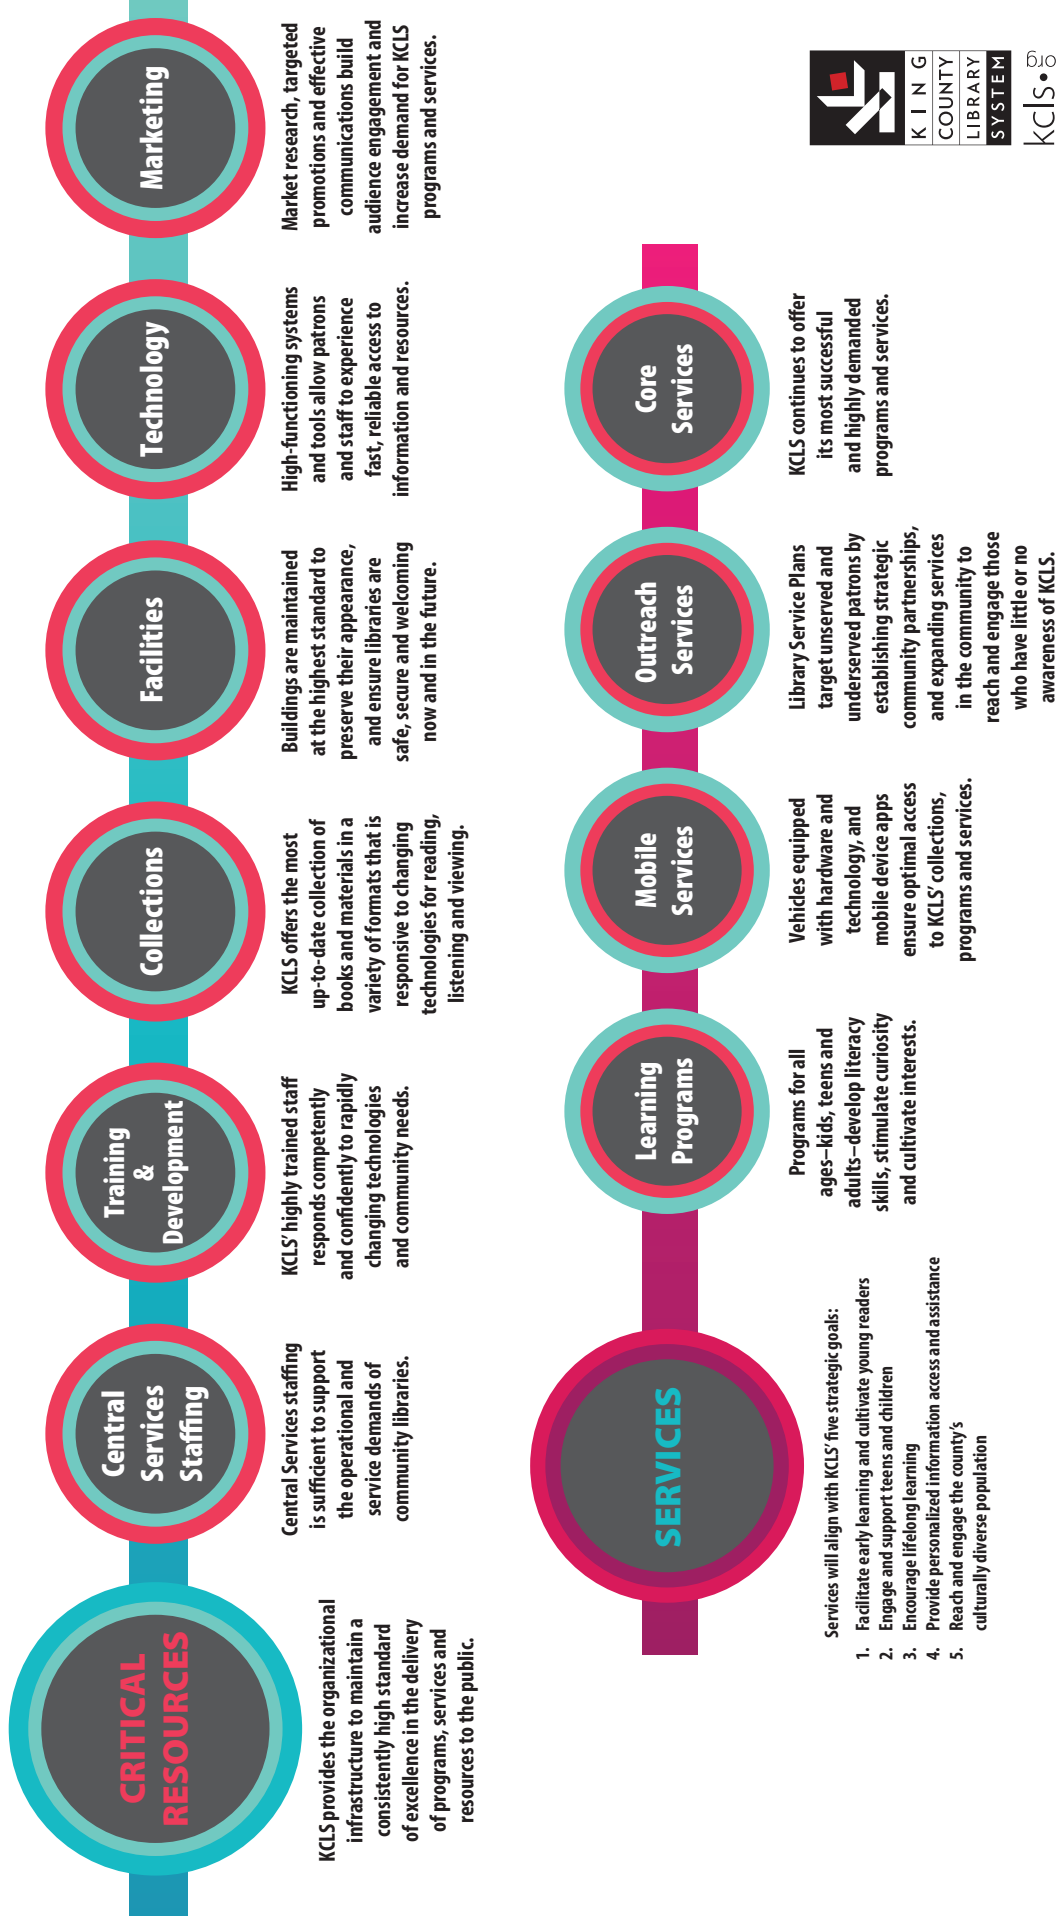 CRITICAL
RESOURCES
KCLS provides the organizational
infrastructure to maintain a
consistently high standard
of excellence in the delivery
of programs, services and
resources to the public.
Central
Services
Staffing
Central Services staffing
is sufficient to support
the operational and
service demands of
community libraries.
Training
&
Development
KCLS’ highly trained staff
responds competently
and confidently to rapidly
changing technologies
and community needs.
Collections
KCLS offers the most
up-to-date collection of
books and materials in a
variety of formats that is
responsive to changing
technologies for reading,
listening and viewing.
Facilities
Buildings are maintained
at the highest standard to
preserve their appearance,
and ensure libraries are
safe, secure and welcoming
now and in the future.
Technology
High-functioning systems
and tools allow patrons
and staff to experience
fast, reliable access to
information and resources.
Marketing
Market research, targeted
promotions and effective
communications build
audience engagement and
increase demand for KCLS
programs and services.
SERVICES
Services will align with KCLS’ five strategic goals:
1. Facilitate early learning and cultivate young readers
2. Engage and support teens and children
3. Encourage lifelong learning
4. Provide personalized information access and assistance
5. Reach and engage the county’s
culturally diverse population
Learning
Programs
Programs for all
ages–kids, teens and
adults–develop literacy
skills, stimulate curiosity
and cultivate interests.
Mobile
Services
Vehicles equipped
with hardware and
technology, and
mobile device apps
ensure optimal access
to KCLS’ collections,
programs and services.
Outreach
Services
Library Service Plans
target unserved and
underserved patrons by
establishing strategic
community partnerships,
and expanding services
in the community to
reach and engage those
who have little or no
awareness of KCLS.
Core
Services
KCLS continues to offer
its most successful
and highly demanded
programs and services.
KING
COUNTY
LIBRARY
SYSTEM
kcls•org